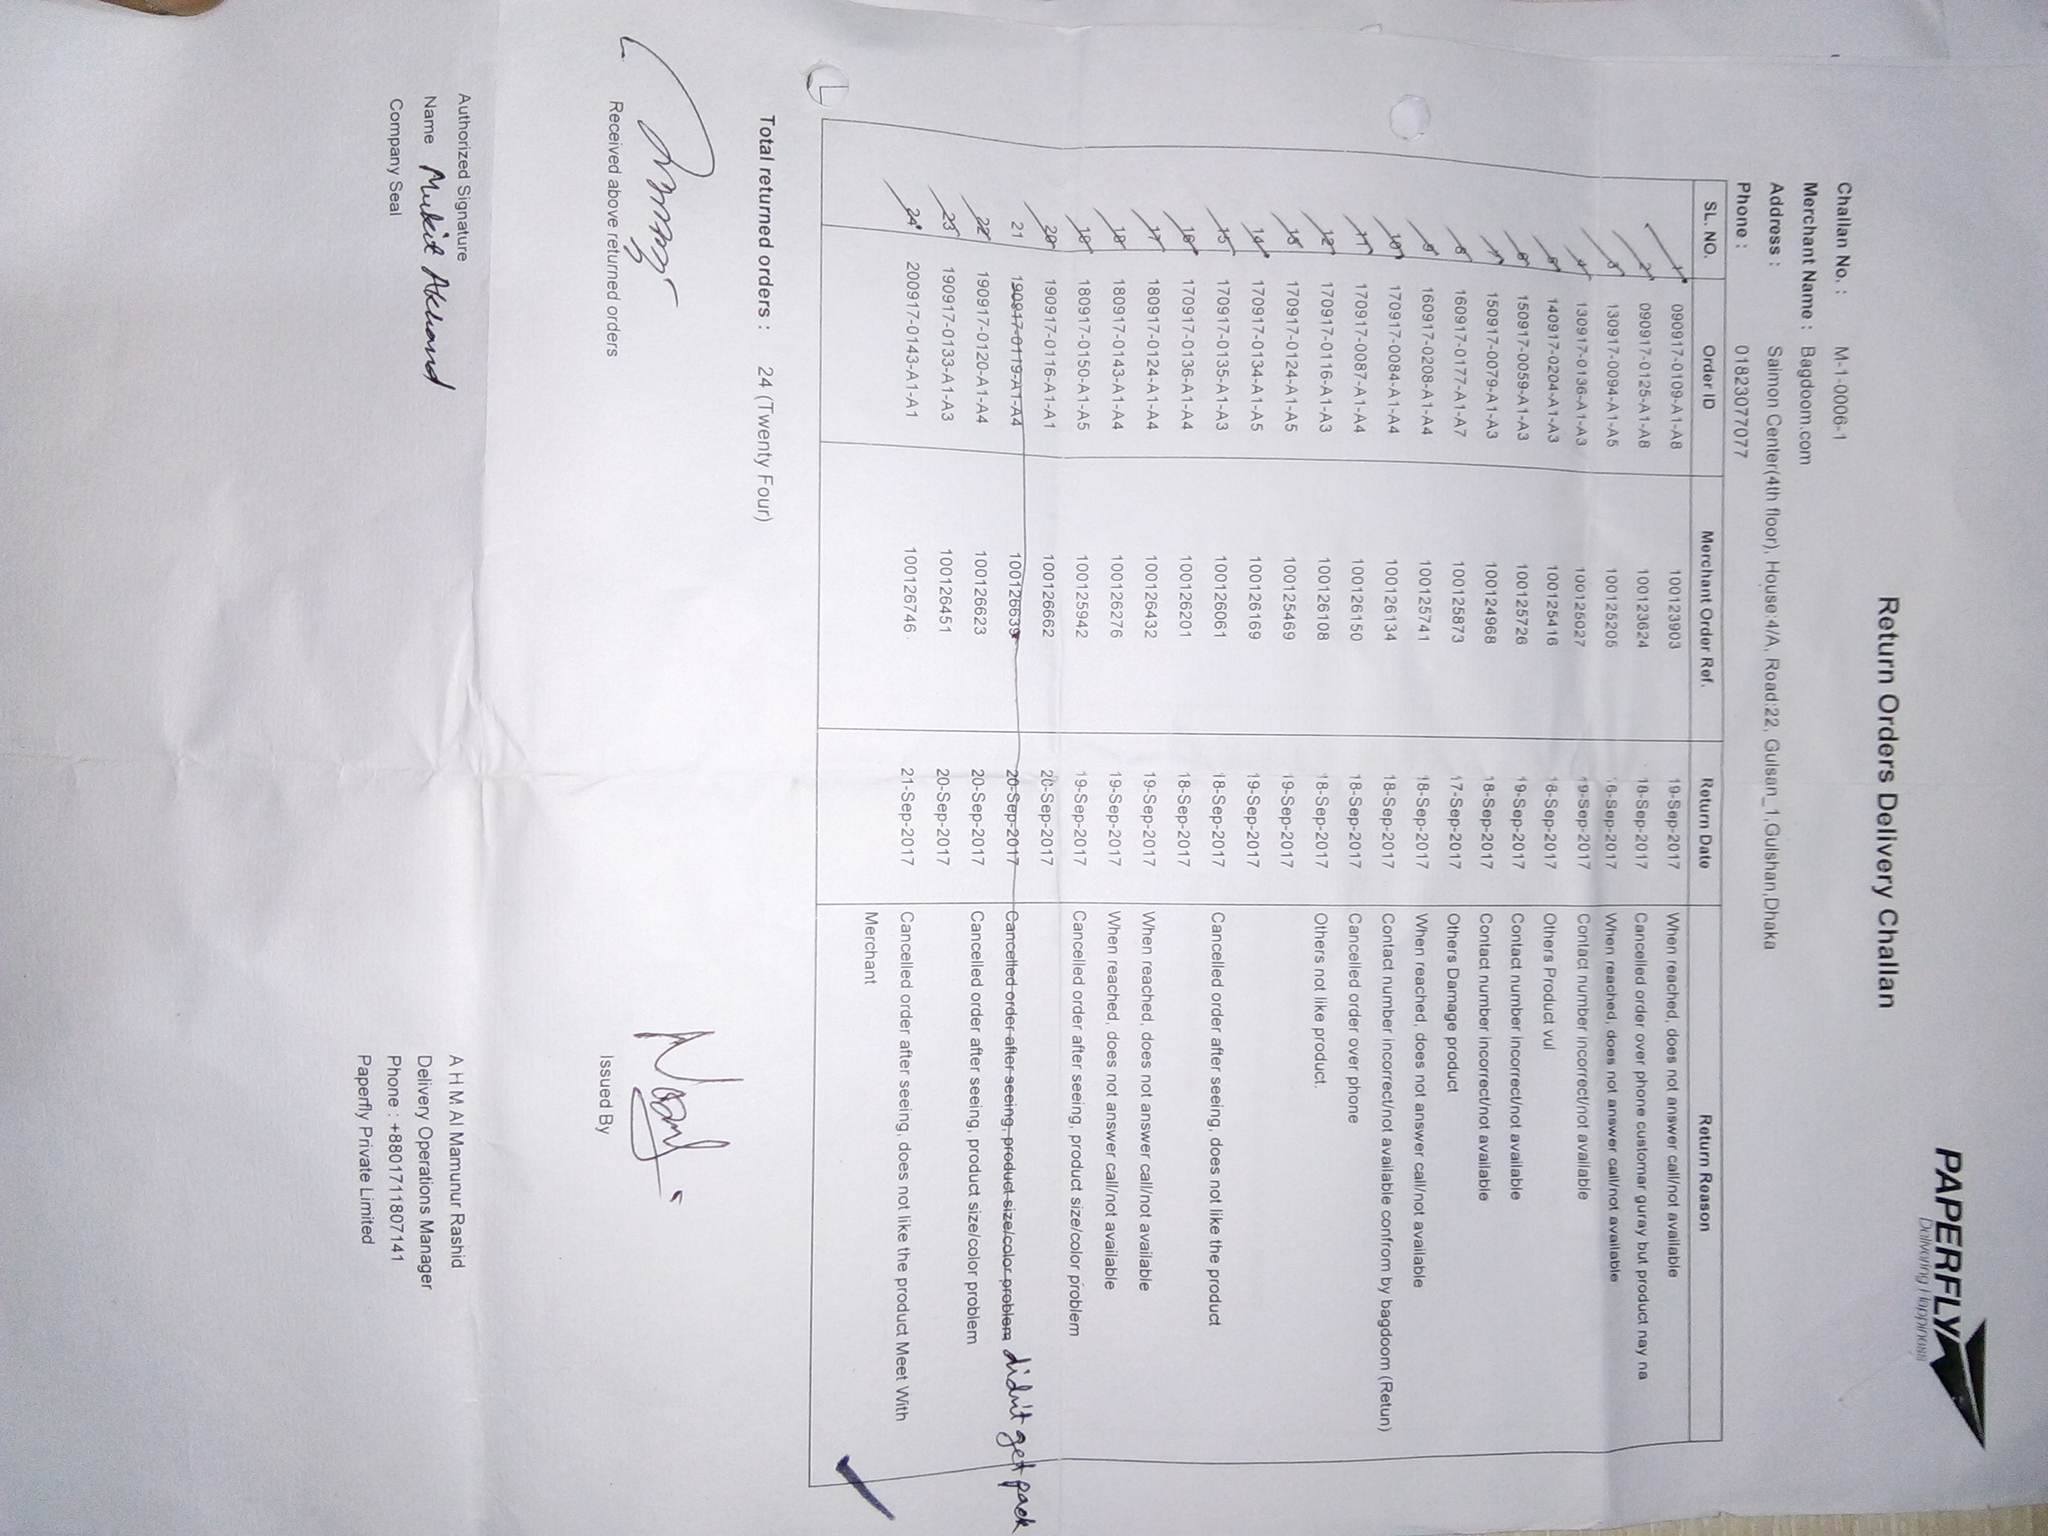 PAPERFLY
Delivering Happiness
Return Orders Delivery Challan
Challan No. : M-1-0006-1
Merchant Name : Bagdoom.com
Address : Saimon Center(4th floor), House:4/A, Road:22, Gulsan_1,Gulshan,Dhaka
Phone : 01823077077
SL. NO. Order ID Merchant Order Ref. Return Date Return Reason
1 090917-0109-A1-A8 100123903 19-Sep-2017 When reached, does not answer call/not available
2 090917-0125-A1-A8 100123624 18-Sep-2017 Cancelled order over phone customar guray but product nay na
3 130917-0094-A1-A5 100125205 16-Sep-2017 When reached, does not answer call/not available
4 130917-0136-A1-A3 100125027 19-Sep-2017 Contact number incorrect/not available
5 140917-0204-A1-A3 100125416 18-Sep-2017 Others Product vul
6 150917-0059-A1-A3 100125726 19-Sep-2017 Contact number incorrect/not available
7 150917-0079-A1-A3 100124968 18-Sep-2017 Contact number incorrect/not available
8 160917-0177-A1-A7 100125873 17-Sep-2017 Others Damage product
9 160917-0208-A1-A4 100125741 18-Sep-2017 When reached, does not answer call/not available
10 170917-0084-A1-A4 100126134 18-Sep-2017 Contact number incorrect/not available confrom by bagdoom (Retun)
11 170917-0087-A1-A4 100126150 18-Sep-2017 Cancelled order over phone
12 170917-0116-A1-A3 100126108 18-Sep-2017 Others not like product.
13 170917-0124-A1-A5 100125469 19-Sep-2017
14 170917-0134-A1-A5 100126169 19-Sep-2017
15 170917-0135-A1-A3 100126061 18-Sep-2017 Cancelled order after seeing, does not like the product
16 170917-0136-A1-A4 100126201 18-Sep-2017
17 180917-0124-A1-A4 100126432 19-Sep-2017 When reached, does not answer call/not available
18 180917-0143-A1-A4 100126276 19-Sep-2017 When reached, does not answer call/not available
19 180917-0150-A1-A5 100125942 19-Sep-2017 Cancelled order after seeing, product size/color problem
20 190917-0116-A1-A1 100126662 20-Sep-2017
21 190917-0119-A1-A4 100126639 20-Sep-2017 Cancelled order after seeing, product size/color problem didn't get pack
22 190917-0120-A1-A4 100126623 20-Sep-2017 Cancelled order after seeing, product size/color problem
23 190917-0133-A1-A3 100126451 20-Sep-2017
24 200917-0143-A1-A1 100126746 21-Sep-2017 Cancelled order after seeing, does not like the product Meet With
Merchant
Total returned orders : 24 (Twenty Four)
Received above returned orders
Issued By
Authorized Signature
Name Mukit Akhand
Company Seal
A H M Al Mamunur Rashid
Delivery Operations Manager
Phone : +8801711807141
Paperfly Private Limited